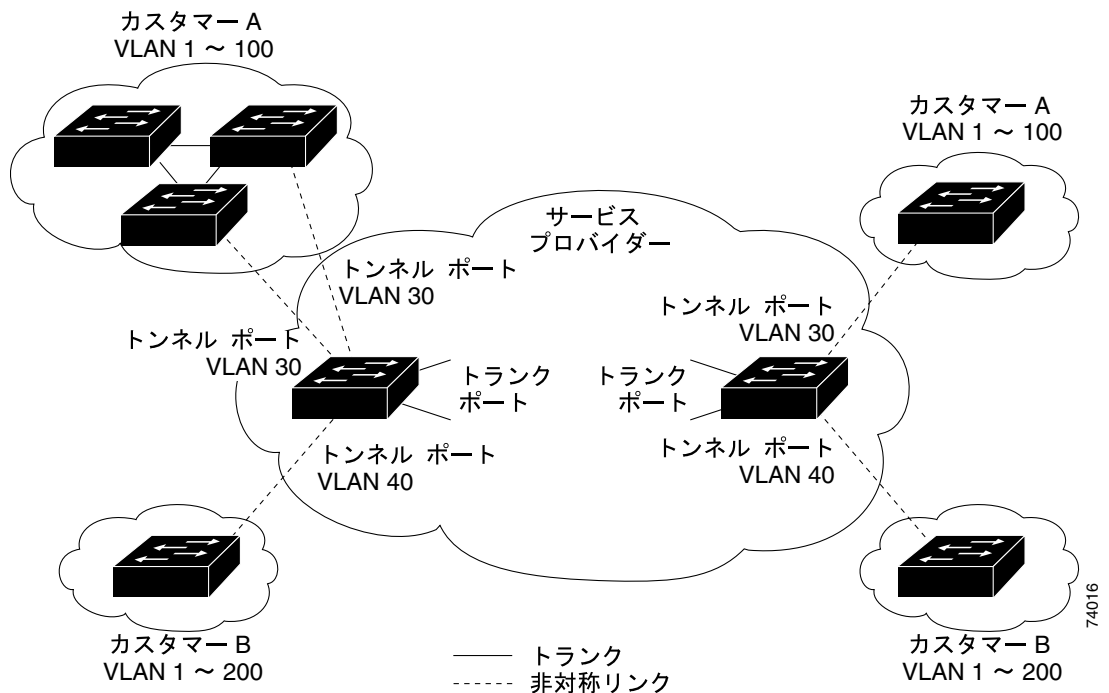 カスタマー A
VLAN 1 ~ 100
カスタマー A
VLAN 1 ~ 100
サービス
プロバイダー
トンネル ポート
VLAN 30
トンネル ポート
VLAN 30
トンネル ポート
VLAN 30
トランク
ポート
トランク
ポート
トンネル ポート
VLAN 40
トンネル ポート
VLAN 40
カスタマー B
VLAN 1 ~ 200
カスタマー B
VLAN 1 ~ 200
74016
トランク
非対称リンク